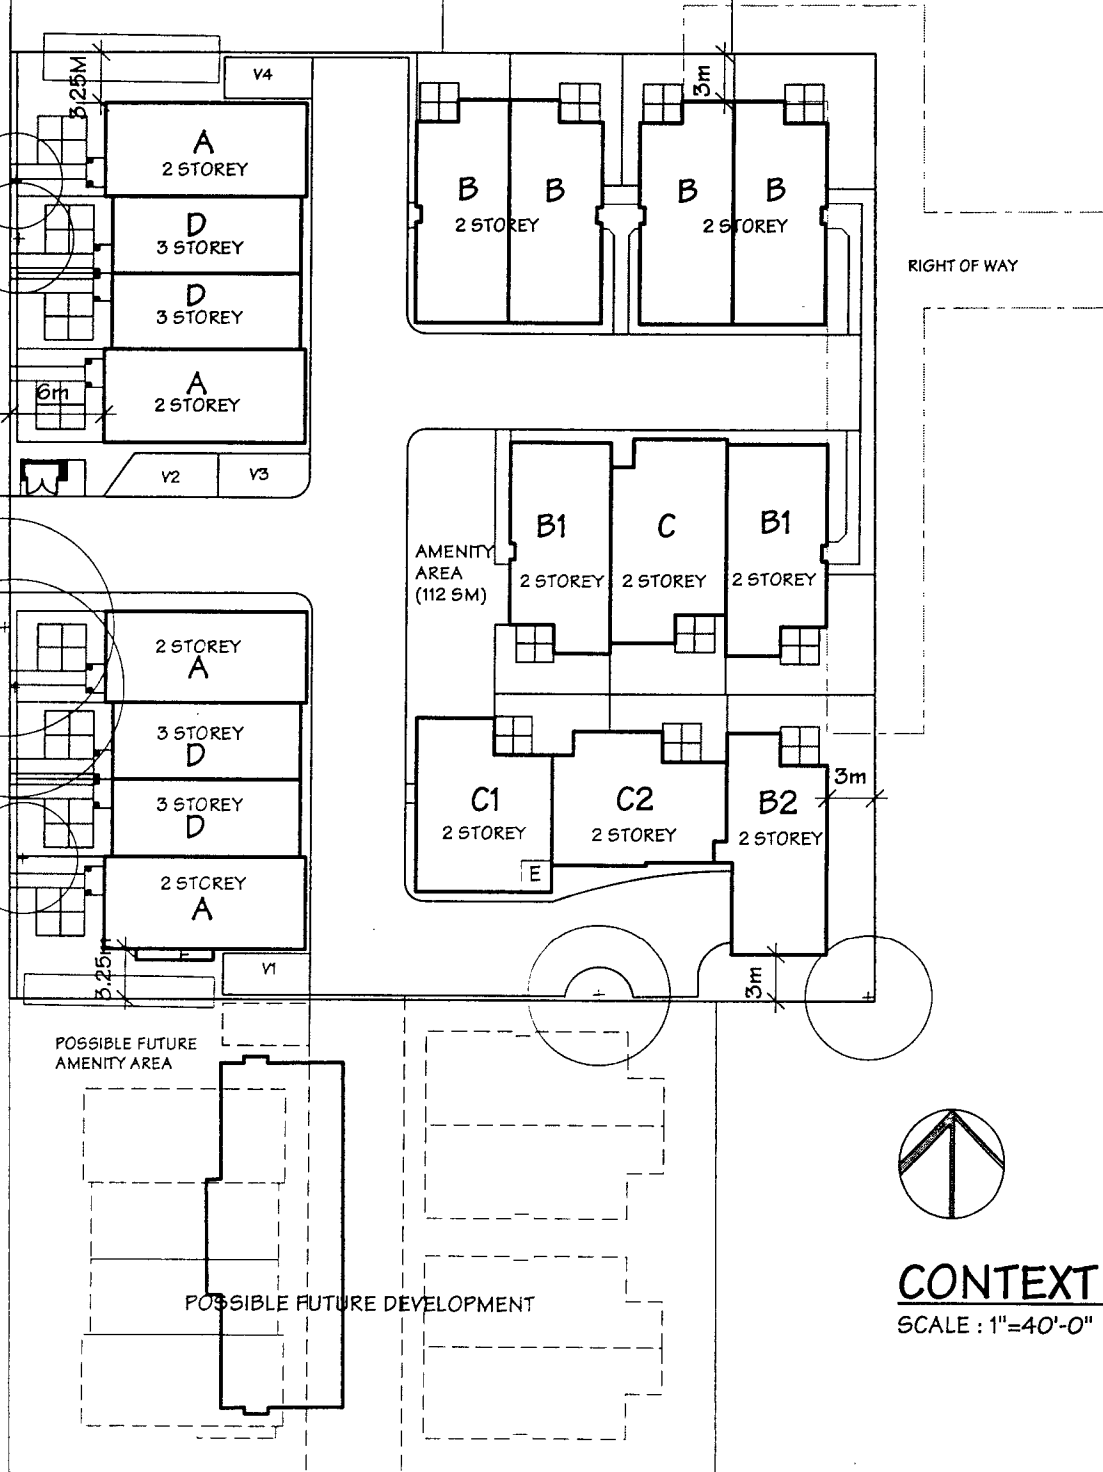 V4
3.25M
3m
A
2 STOREY
D
3 STOREY
D
3 STOREY
A
2 STOREY
6m
B
B
2 STOREY
B
B
2 STOREY
RIGHT OF WAY
V2
V3
AMENITY
AREA
(112 SM)
B1
2 STOREY
C
2 STOREY
B1
2 STOREY
2 STOREY
A
3 STOREY
D
3 STOREY
D
2 STOREY
A
C1
2 STOREY
E
C2
2 STOREY
B2
2 STOREY
3m
E
3.25m
V1
3m
POSSIBLE FUTURE
AMENITY AREA
POSSIBLE FUTURE DEVELOPMENT
CONTEXT
SCALE : 1"=40'-0"